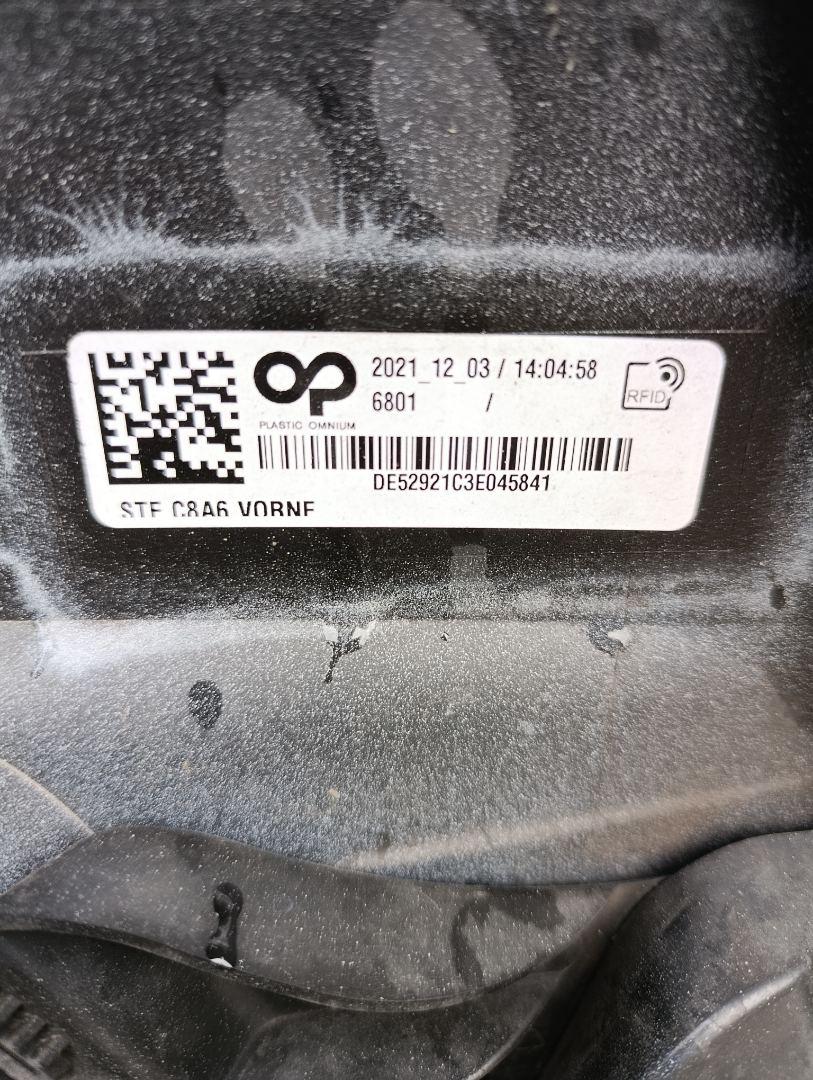 2021_12_03 / 14:04:58
6801 /
RFID
PLASTIC OMNIUM
DE52921C3E045841
STF C8A6 VORNE